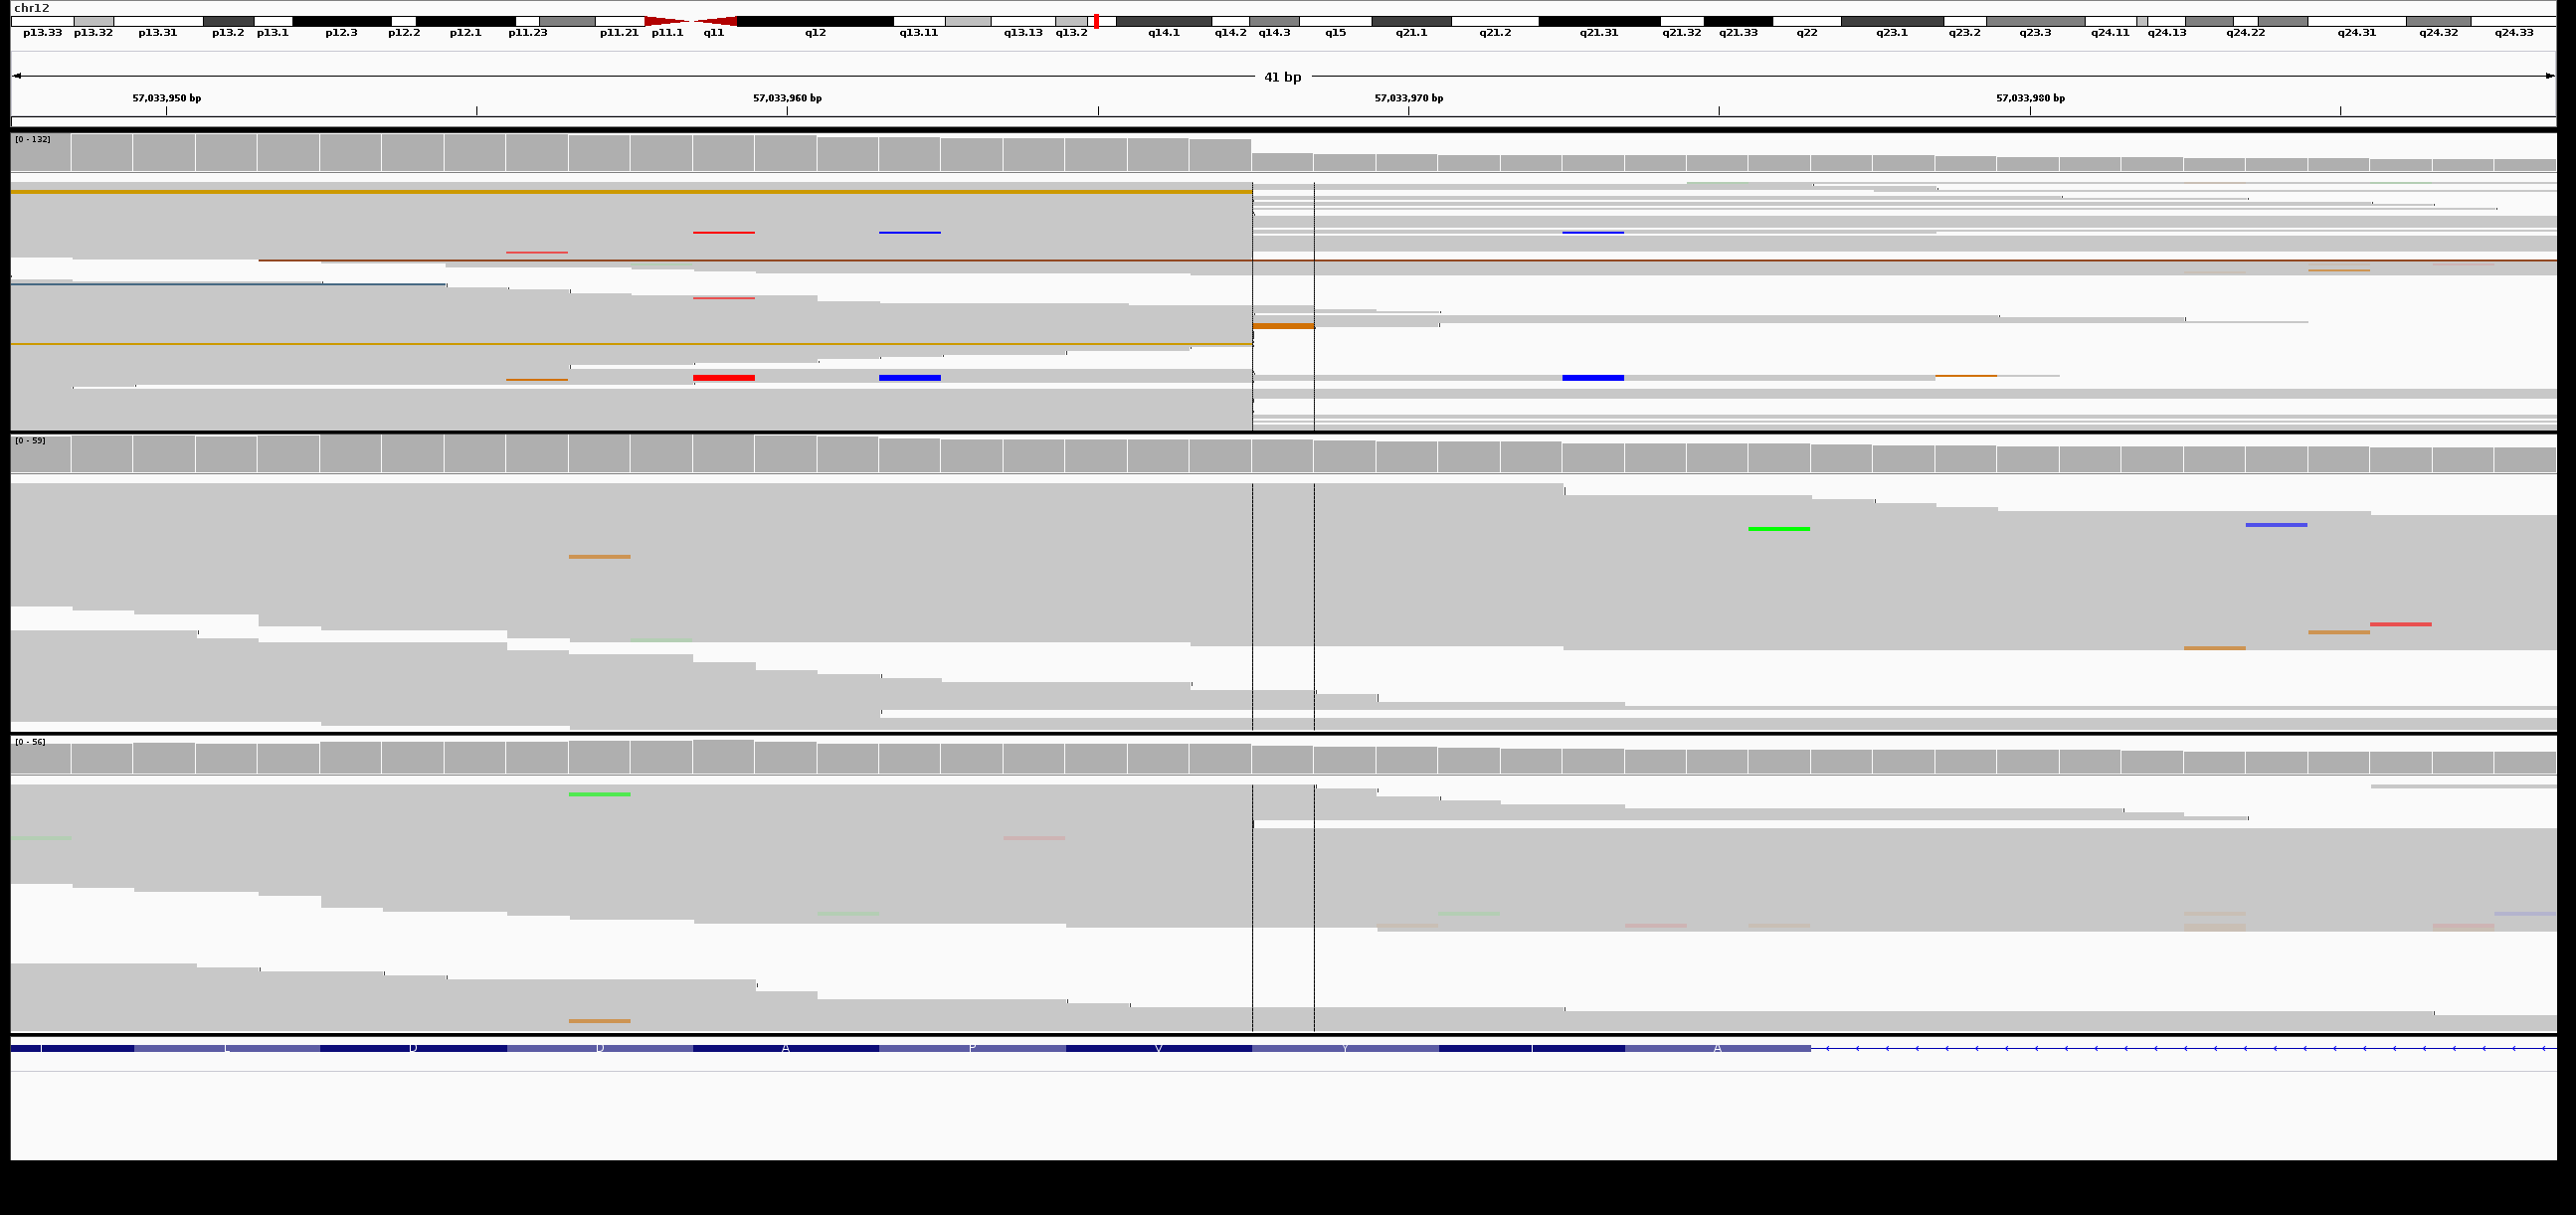 chr12
p13.33 p13.32 p13.31 p13.2 p13.1 p12.3 p12.2 p12.1 p11.23 p11.21 p11.1 q11 q12 q13.11 q13.13 q13.2 q14.1 q14.2 q14.3 q15 q21.1 q21.2 q21.31 q21.32 q21.33 q22 q23.1 q23.2 q23.3 q24.11 q24.13 q24.22 q24.31 q24.32 q24.33
41 bp
57,033,950 bp 57,033,960 bp 57,033,970 bp 57,033,980 bp
[0 - 132]
[0 - 59]
[0 - 56]
L D D A P V Y I A